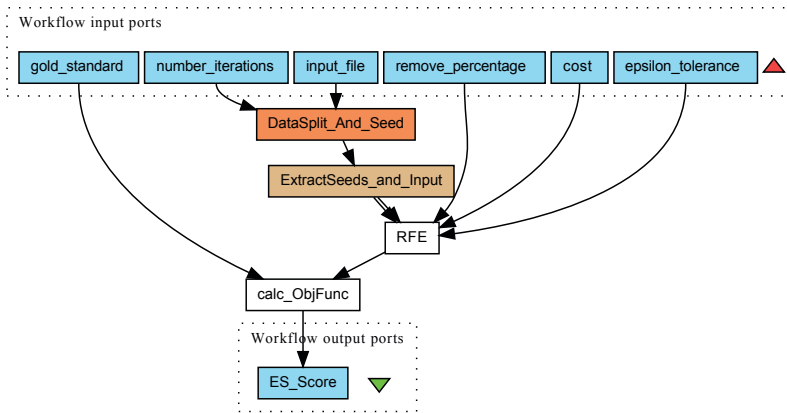 Workflow input ports
gold_standard
number_iterations
input_file
remove_percentage
cost
epsilon_tolerance
DataSplit_And_Seed
ExtractSeeds_and_Input
RFE
calc_ObjFunc
Workflow output ports
ES_Score